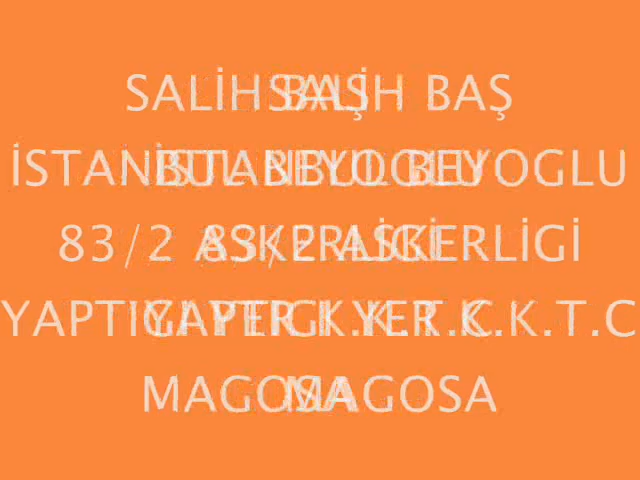 SALİH BAŞ
İSTANBUL BEYOGLU
83/2 ASKERLİGİ
YAPTIGI YER K.K.T.C
MAGOSA